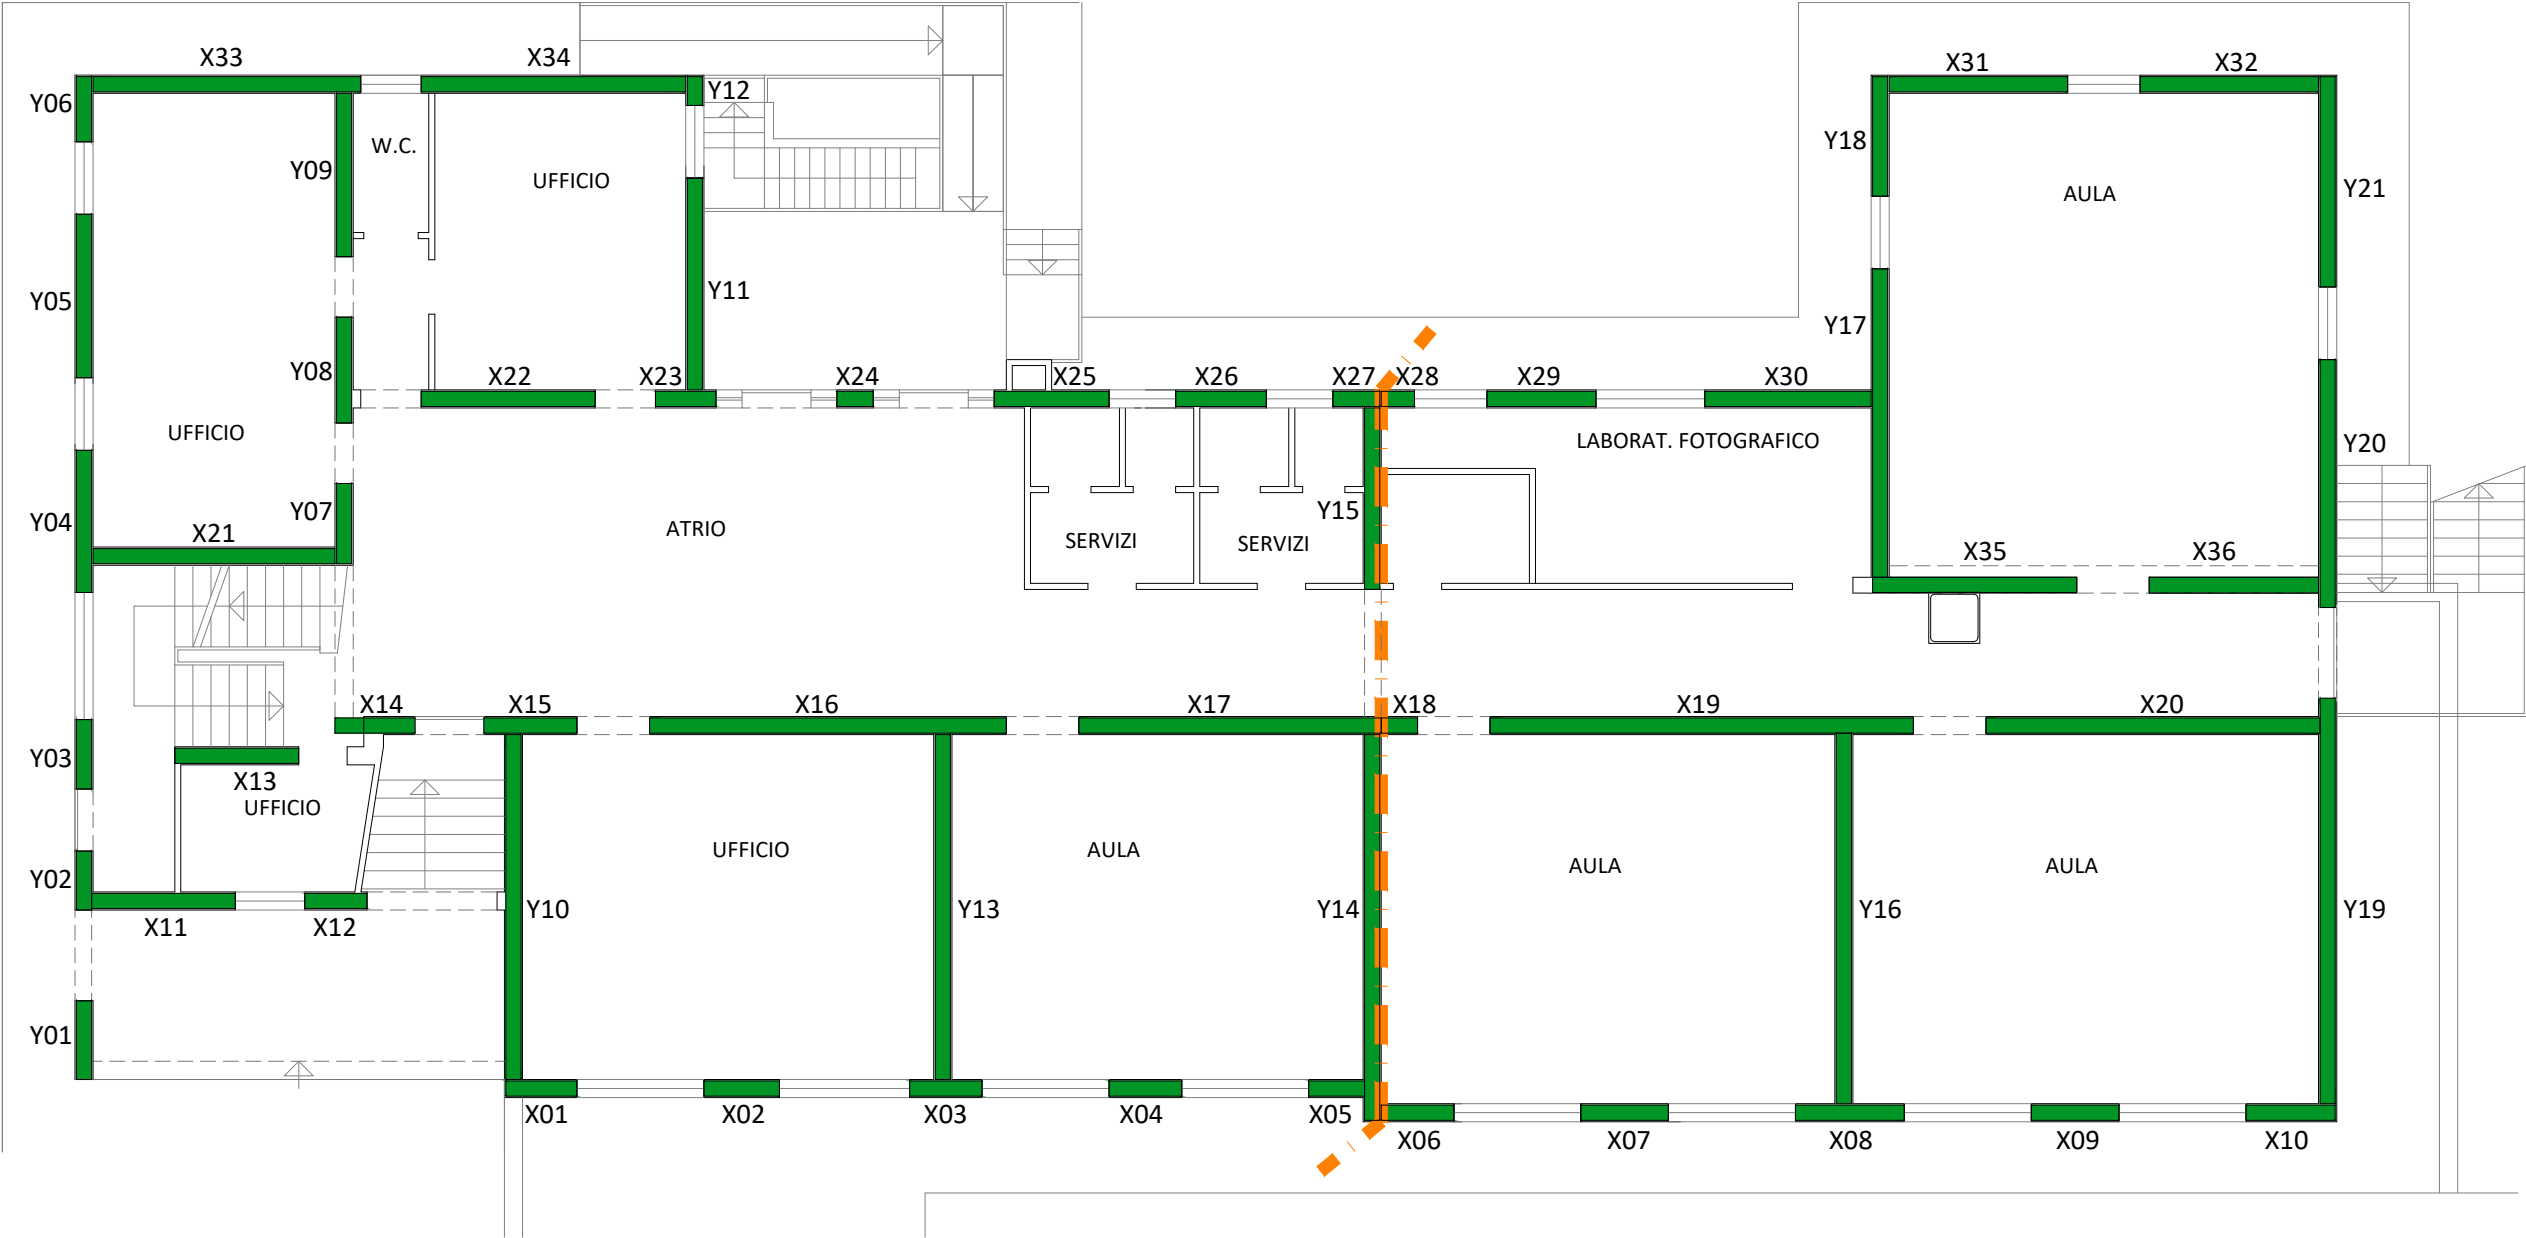 X33
X34
X31
X32
Y06
Y12
Y18
W.C.
Y09
UFFICIO
AULA
Y21
Y05
Y11
Y17
Y08
X22
X23
X24
X25
X26
X27
X28
X29
X30
UFFICIO
LABORAT. FOTOGRAFICO
Y20
Y04
Y07
X21
ATRIO
SERVIZI
SERVIZI
Y15
X35
X36
X14
X15
X16
X17
X18
X19
X20
Y03
X13
UFFICIO
UFFICIO
AULA
AULA
AULA
Y02
X11
X12
Y10
Y13
Y14
Y16
Y19
Y01
X01
X02
X03
X04
X05
X06
X07
X08
X09
X10